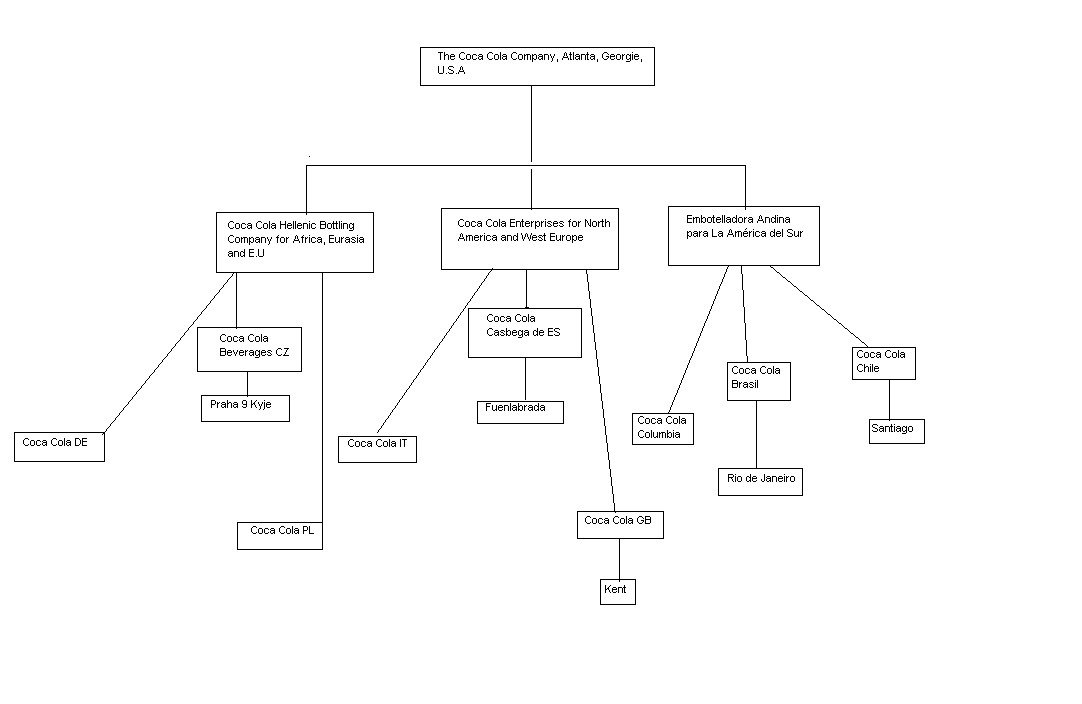 The Coca Cola Company, Atlanta, Georgie,
U.S.A
Coca Cola Hellenic Bottling
Company for Africa, Eurasia
and E.U
Coca Cola Enterprises for North
America and West Europe
Embotelladora Andina
para La América del Sur
Coca Cola
Beverages CZ
Praha 9 Kyje
Coca Cola DE
Coca Cola PL
Coca Cola
Casbega de ES
Fuenlabrada
Coca Cola IT
Coca Cola GB
Kent
Coca Cola
Columbia
Coca Cola
Brasil
Rio de Janeiro
Coca Cola
Chile
Santiago